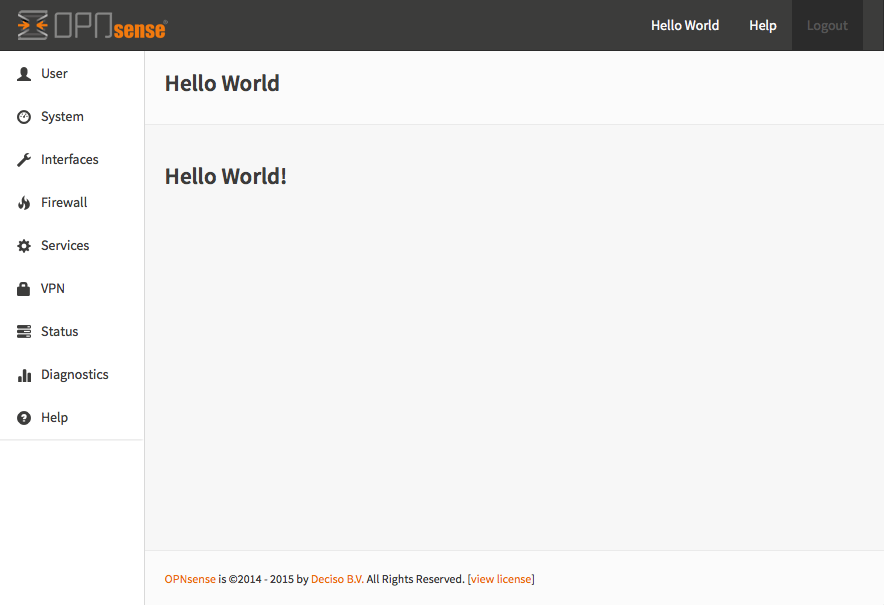 OPNsense®
Hello World Help Logout
User
System
Interfaces
Firewall
Services
VPN
Status
Diagnostics
Help
Hello World
Hello World!
OPNsense is ©2014 - 2015 by Deciso B.V. All Rights Reserved. [view license]